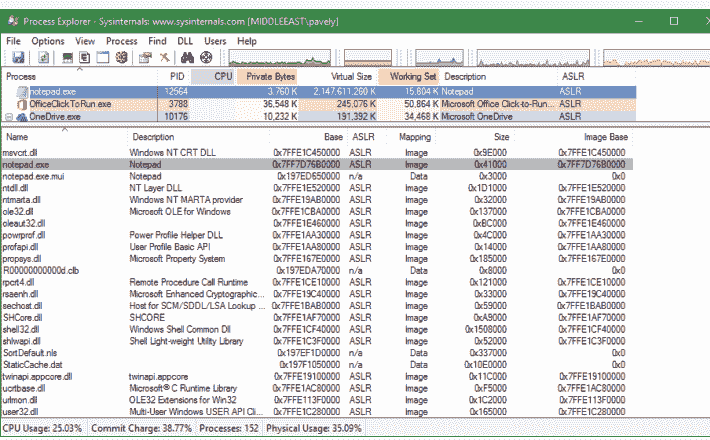 Process Explorer - Sysinternals: www.sysinternals.com [MIDDLEEAST\pavely]
File Options View Process Find DLL Users Help
Process PID CPU Private Bytes Virtual Size Working Set Description ASLR
notepad.exe 12564 3,760 K 2,147,611,260 K 15,804 K Notepad ASLR
OfficeClickToRun.exe 3788 36,548 K 245,076 K 50,864 K Microsoft Office Click-to-Run... ASLR
OneDrive.exe 10176 10,232 K 191,392 K 34,468 K Microsoft OneDrive ASLR
Name Description Base ASLR Mapping Size Image Base
msvcrt.dll Windows NT CRT DLL 0x7FFE1C450000 ASLR Image 0x9E000 0x7FFE1C450000
notepad.exe Notepad 0x7FF7D76B0000 ASLR Image 0x41000 0x7FF7D76B0000
notepad.exe.mui Notepad 0x197ED650000 n/a Data 0x3000 0x0
ntdll.dll NT Layer DLL 0x7FFE1E520000 ASLR Image 0x1D1000 0x7FFE1E520000
ntmarta.dll Windows NT MARTA provider 0x7FFE19AB0000 ASLR Image 0x32000 0x7FFE19AB0000
ole32.dll Microsoft OLE for Windows 0x7FFE1CBA0000 ASLR Image 0x137000 0x7FFE1CBA0000
oleaut32.dll 0x7FFE1E460000 ASLR Image 0xBC000 0x7FFE1E460000
powrprof.dll Power Profile Helper DLL 0x7FFE1AA30000 ASLR Image 0x4C000 0x7FFE1AA30000
profapi.dll User Profile Basic API 0x7FFE1AA80000 ASLR Image 0x14000 0x7FFE1AA80000
propsys.dll Microsoft Property System 0x7FFE167E0000 ASLR Image 0x185000 0x7FFE167E0000
R00000000000d.clb 0x197EDA70000 n/a Data 0x8000 0x0
rpcrt4.dll Remote Procedure Call Runtime 0x7FFE1CE10000 ASLR Image 0x121000 0x7FFE1CE10000
rsaenh.dll Microsoft Enhanced Cryptographic... 0x7FFE19C40000 ASLR Image 0x33000 0x7FFE19C40000
sechost.dll Host for SCM/SDDL/LSA Lookup ... 0x7FFE1BAB0000 ASLR Image 0x59000 0x7FFE1BAB0000
SHCore.dll SHCORE 0x7FFE1AF70000 ASLR Image 0xA9000 0x7FFE1AF70000
shell32.dll Windows Shell Common Dll 0x7FFE1CF40000 ASLR Image 0x1508000 0x7FFE1CF40000
shlwapi.dll Shell Light-weight Utility Library 0x7FFE1C3F0000 ASLR Image 0x52000 0x7FFE1C3F0000
SortDefault.nls 0x197EF1D0000 n/a Data 0x337000 0x0
StaticCache.dat 0x197F1050000 n/a Data 0x10E0000 0x0
twinapi.appcore.dll twinapi.appcore 0x7FFE19100000 ASLR Image 0x11C000 0x7FFE19100000
ucrtbase.dll Microsoft® C Runtime Library 0x7FFE1AC80000 ASLR Image 0xF5000 0x7FFE1AC80000
urlmon.dll OLE32 Extensions for Win32 0x7FFE113F0000 ASLR Image 0x1C2000 0x7FFE113F0000
user32.dll Multi-User Windows USER API Cli... 0x7FFE1C280000 ASLR Image 0x165000 0x7FFE1C280000
CPU Usage: 25.03% Commit Charge: 38.77% Processes: 152 Physical Usage: 35.09%